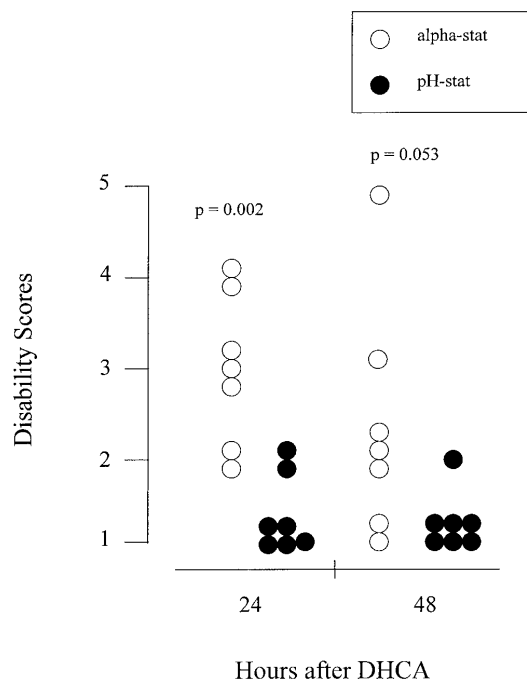 alpha-stat
pH-stat
p = 0.053
p = 0.002
5
4
3
2
1
Disability Scores
24 48
Hours after DHCA